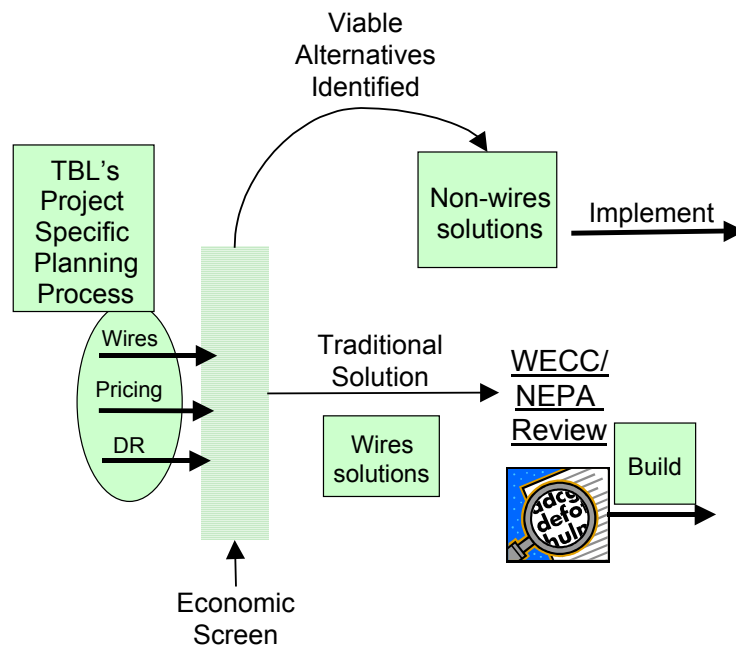 Viable
Alternatives
Identified
TBL's
Project
Specific
Planning
Process
Non-wires
solutions
Implement
Wires
Pricing
DR
Traditional
Solution
Wires
solutions
WECC/
NEPA
Review
Build
Economic
Screen